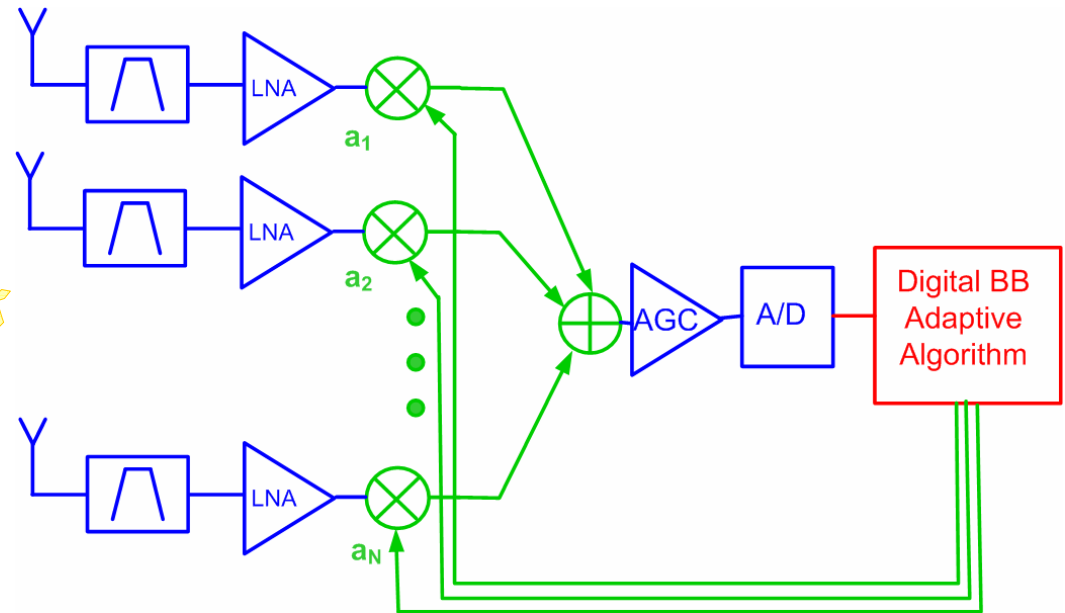 LNA
a1
LNA
a2
AGC
A/D
Digital BB
Adaptive
Algorithm
LNA
aN